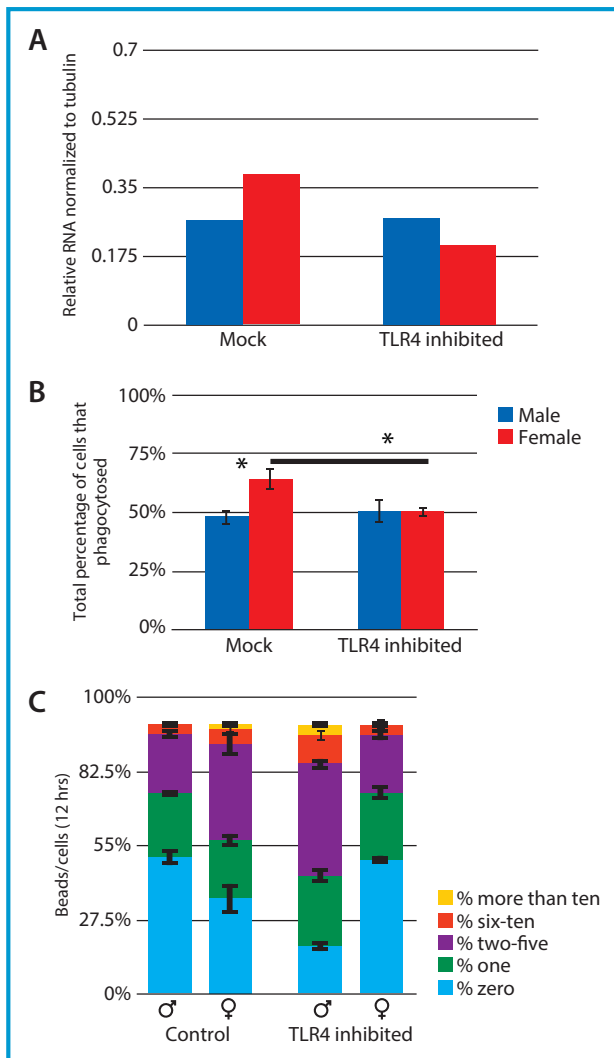 A
Relative RNA normalized to tubulin
0.7
0.525
0.35
0.175
0
Mock TLR4 inhibited
B
Total percentage of cells that
phagocytosed
100%
75%
50%
25%
0%
* *
Male
Female
Mock TLR4 inhibited
C
Beads/cells (12 hrs)
100%
82.5%
55%
27.5%
0%
% more than ten
% six-ten
% two-five
% one
% zero
♂ ♀ ♂ ♀
Control TLR4 inhibited